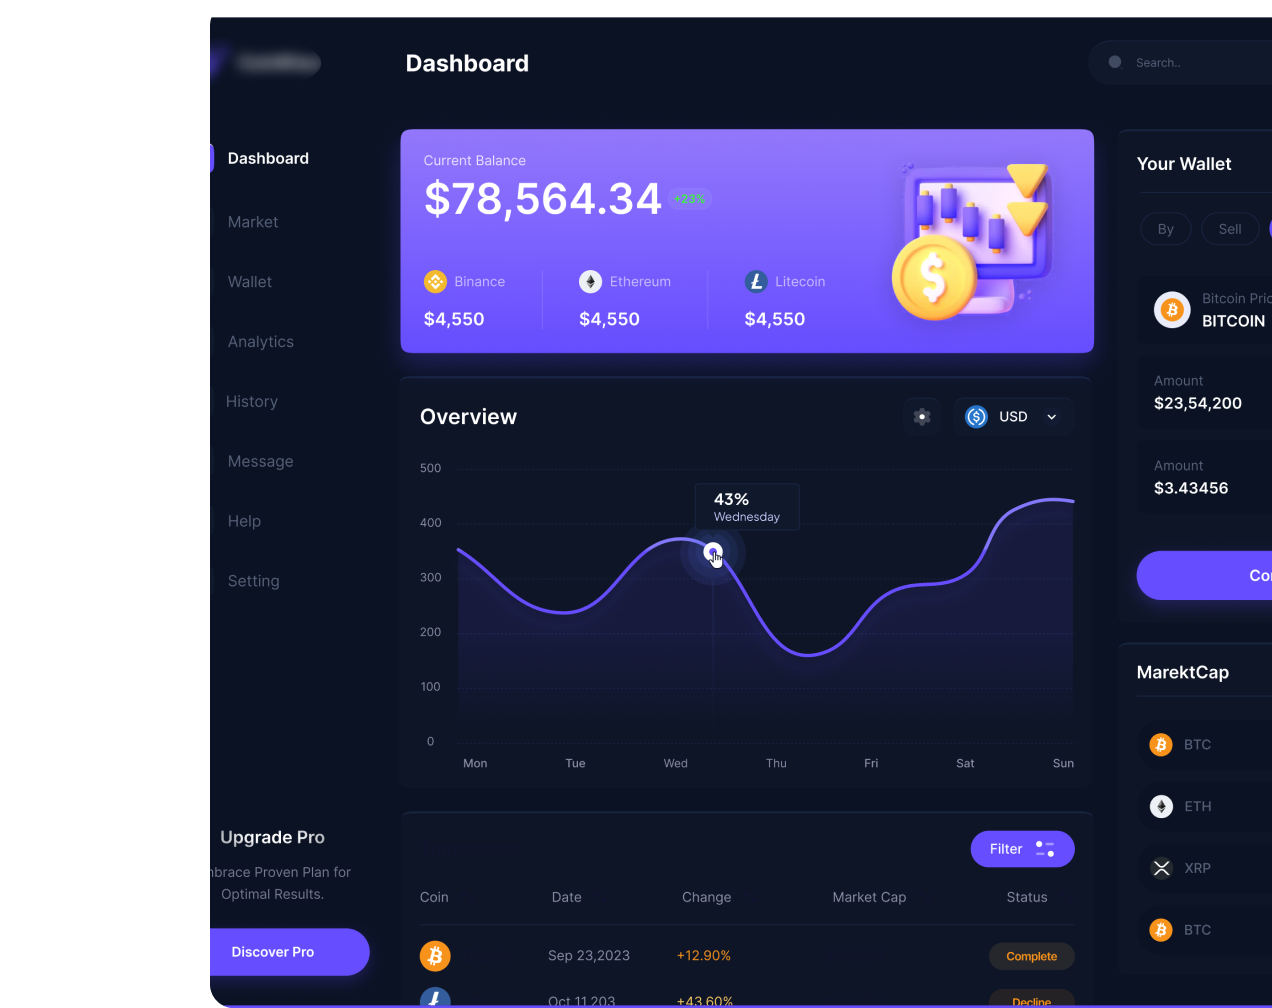 Dashboard
Search..
Dashboard
Market
Wallet
Analytics
History
Message
Help
Setting
Upgrade Pro
brace Proven Plan for
Optimal Results.
Discover Pro
Current Balance
$78,564.34 +23%
Binance
$4,550
Ethereum
$4,550
Litecoin
$4,550
Overview
USD
500
400
300
200
100
0
43%
Wednesday
Mon Tue Wed Thu Fri Sat Sun
Filter
Coin Date Change Market Cap Status
Sep 23,2023 +12.90% Complete
Oct 11,203 +43.60% Decline
Your Wallet
By Sell
Bitcoin Pric
BITCOIN
Amount
$23,54,200
Amount
$3.43456
Co
MarektCap
BTC
ETH
XRP
BTC